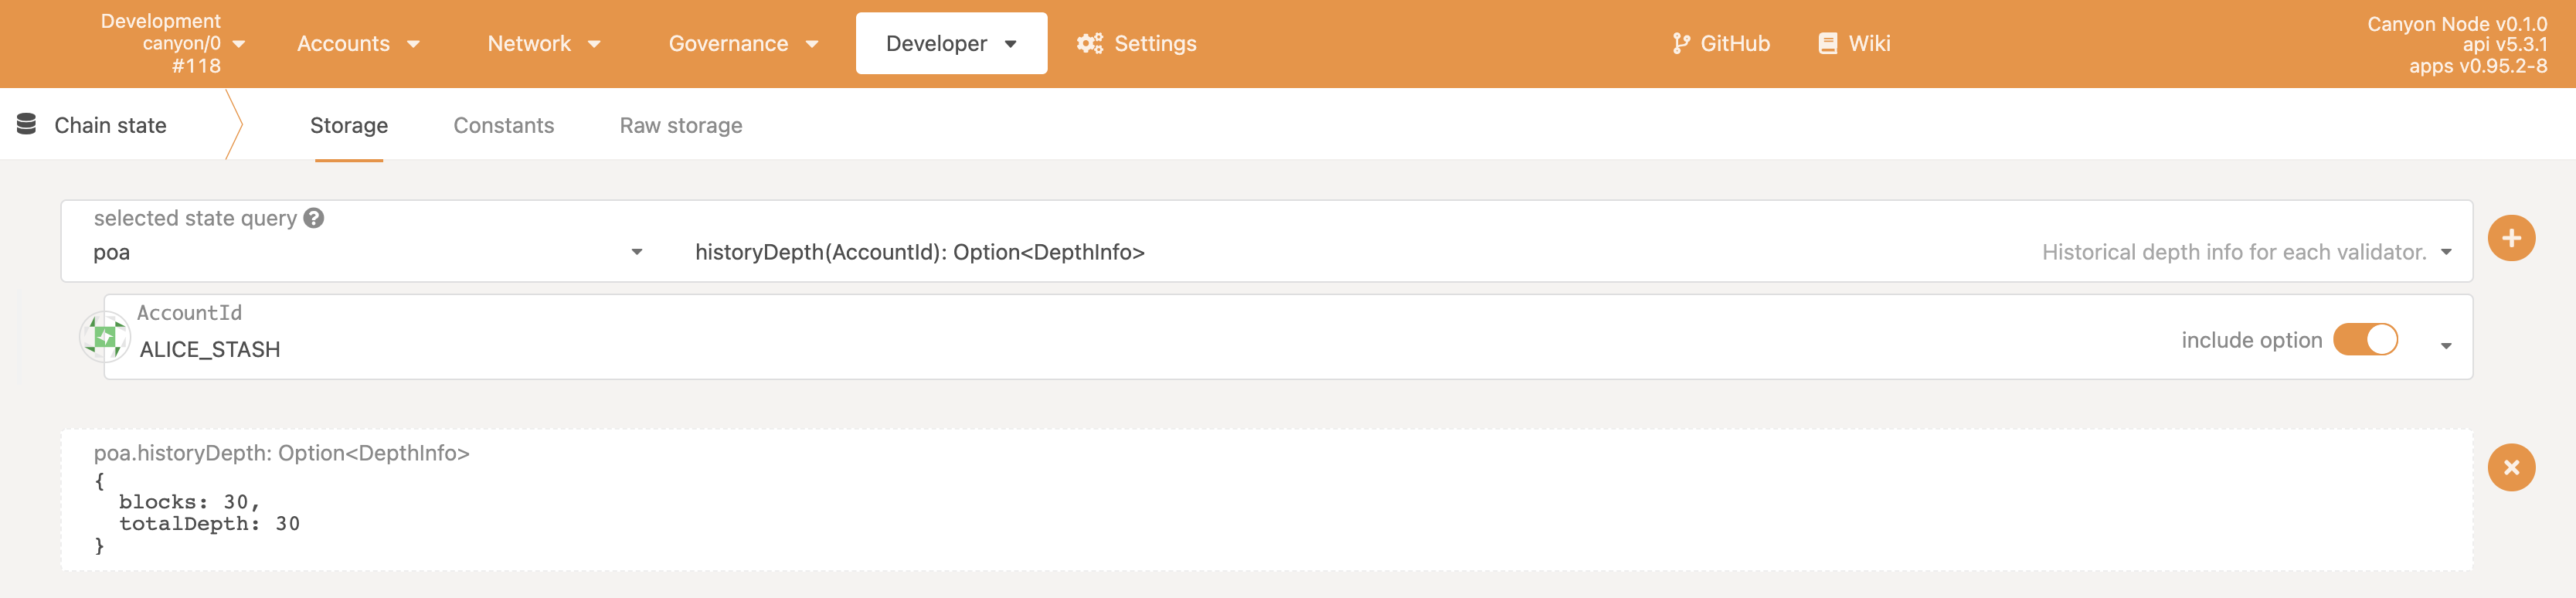 Development
canyon/0
#118
Accounts
Network
Governance
Developer
Settings
GitHub
Wiki
Canyon Node v0.1.0
api v5.3.1
apps v0.95.2-8
Chain state
Storage
Constants
Raw storage
selected state query
poa
historyDepth(AccountId): Option<DepthInfo>
Historical depth info for each validator.
AccountId
ALICE_STASH
include option
poa.historyDepth: Option<DepthInfo>
{
blocks: 30,
totalDepth: 30
}